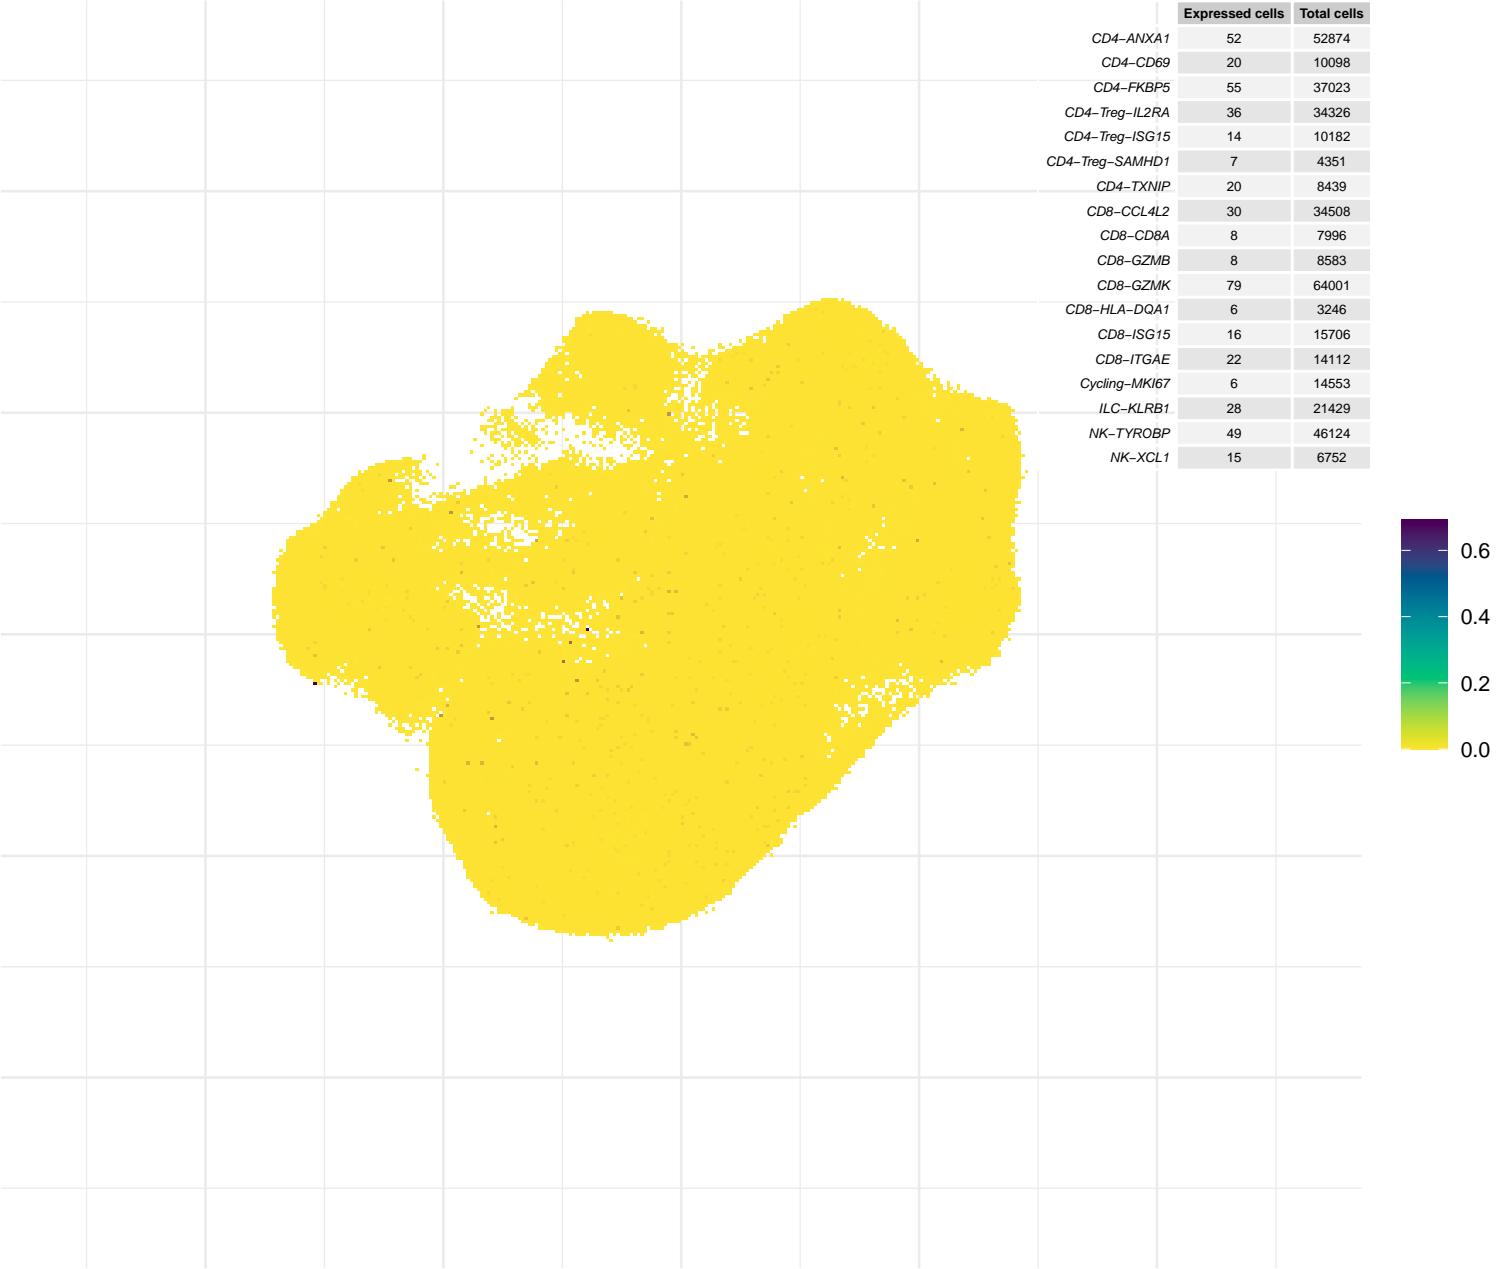 Expressed cells Total cells
CD4−ANXA1 52 52874
CD4−CD69 20 10098
CD4−FKBP5 55 37023
CD4−Treg−IL2RA 36 34326
CD4−Treg−ISG15 14 10182
CD4−Treg−SAMHD1 7 4351
CD4−TXNIP 20 8439
CD8−CCL4L2 30 34508
CD8−CD8A 8 7996
CD8−GZMB 8 8583
CD8−GZMK 79 64001
CD8−HLA−DQA1 6 3246
CD8−ISG15 16 15706
CD8−ITGAE 22 14112
Cycling−MKI67 6 14553
ILC−KLRB1 28 21429
NK−TYROBP 49 46124
NK−XCL1 15 6752
0.6
0.4
0.2
0.0